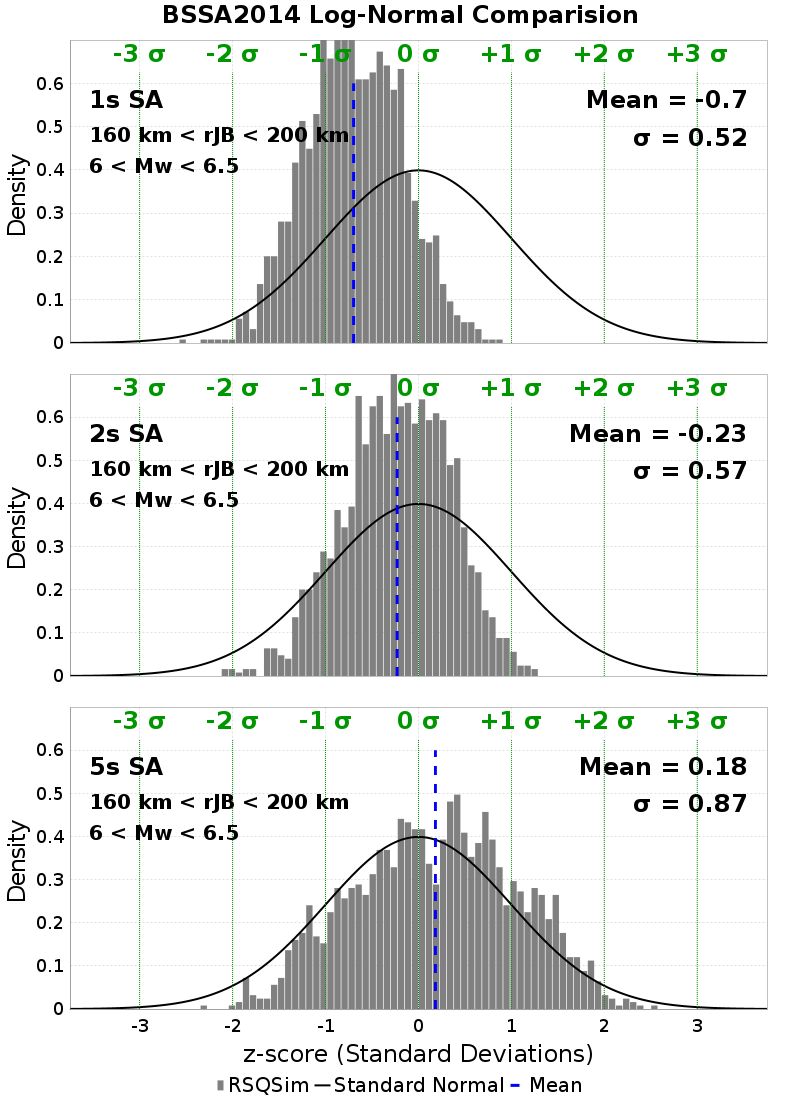 BSSA2014 Log-Normal Comparision
-3 σ -2 σ -1 σ 0 σ +1 σ +2 σ +3 σ
1s SA Mean = -0.7
160 km < rJB < 200 km σ = 0.52
6 < Mw < 6.5
Density
0.6
0.5
0.4
0.3
0.2
0.1
0
-3 σ -2 σ -1 σ 0 σ +1 σ +2 σ +3 σ
2s SA Mean = -0.23
160 km < rJB < 200 km σ = 0.57
6 < Mw < 6.5
Density
0.6
0.5
0.4
0.3
0.2
0.1
0
-3 σ -2 σ -1 σ 0 σ +1 σ +2 σ +3 σ
5s SA Mean = 0.18
160 km < rJB < 200 km σ = 0.87
6 < Mw < 6.5
Density
0.6
0.5
0.4
0.3
0.2
0.1
0
-3 -2 -1 0 1 2 3
z-score (Standard Deviations)
RSQSim Standard Normal Mean